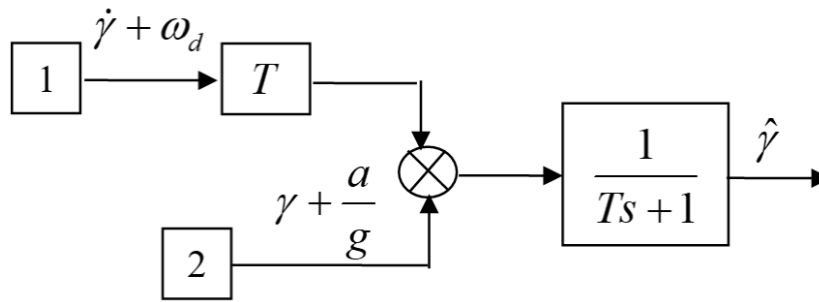 γ̇ + ω_d
1
T
γ + a/g
2
1/(Ts + 1)
γ̂